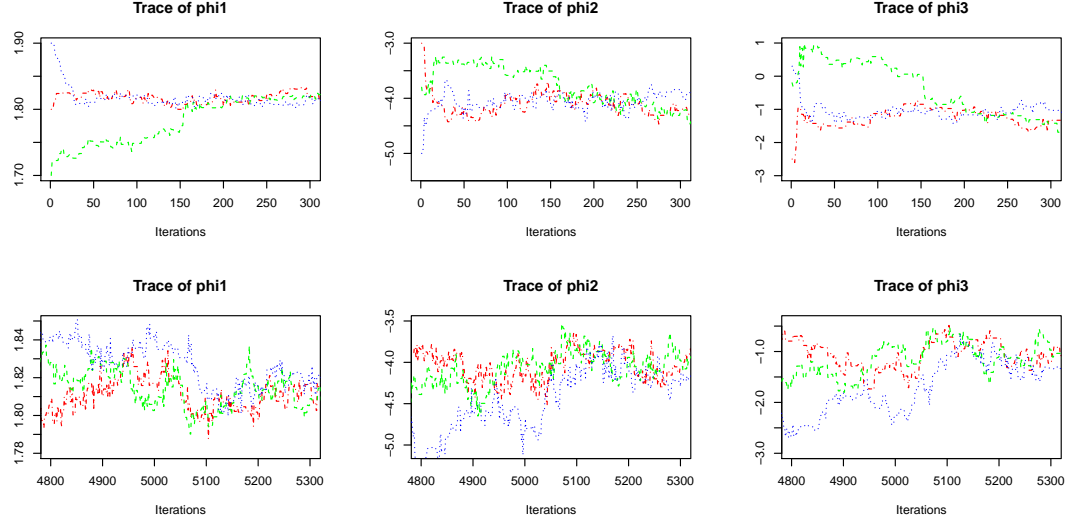 Trace of phi1
1.90
1.80
1.70
0 50 100 150 200 250 300
Iterations
Trace of phi2
−3.0
−4.0
−5.0
0 50 100 150 200 250 300
Iterations
Trace of phi3
1
0
−1
−2
−3
0 50 100 150 200 250 300
Iterations
Trace of phi1
1.84
1.82
1.80
1.78
4800 4900 5000 5100 5200 5300
Iterations
Trace of phi2
−3.5
−4.0
−4.5
−5.0
4800 4900 5000 5100 5200 5300
Iterations
Trace of phi3
−1.0
−2.0
−3.0
4800 4900 5000 5100 5200 5300
Iterations